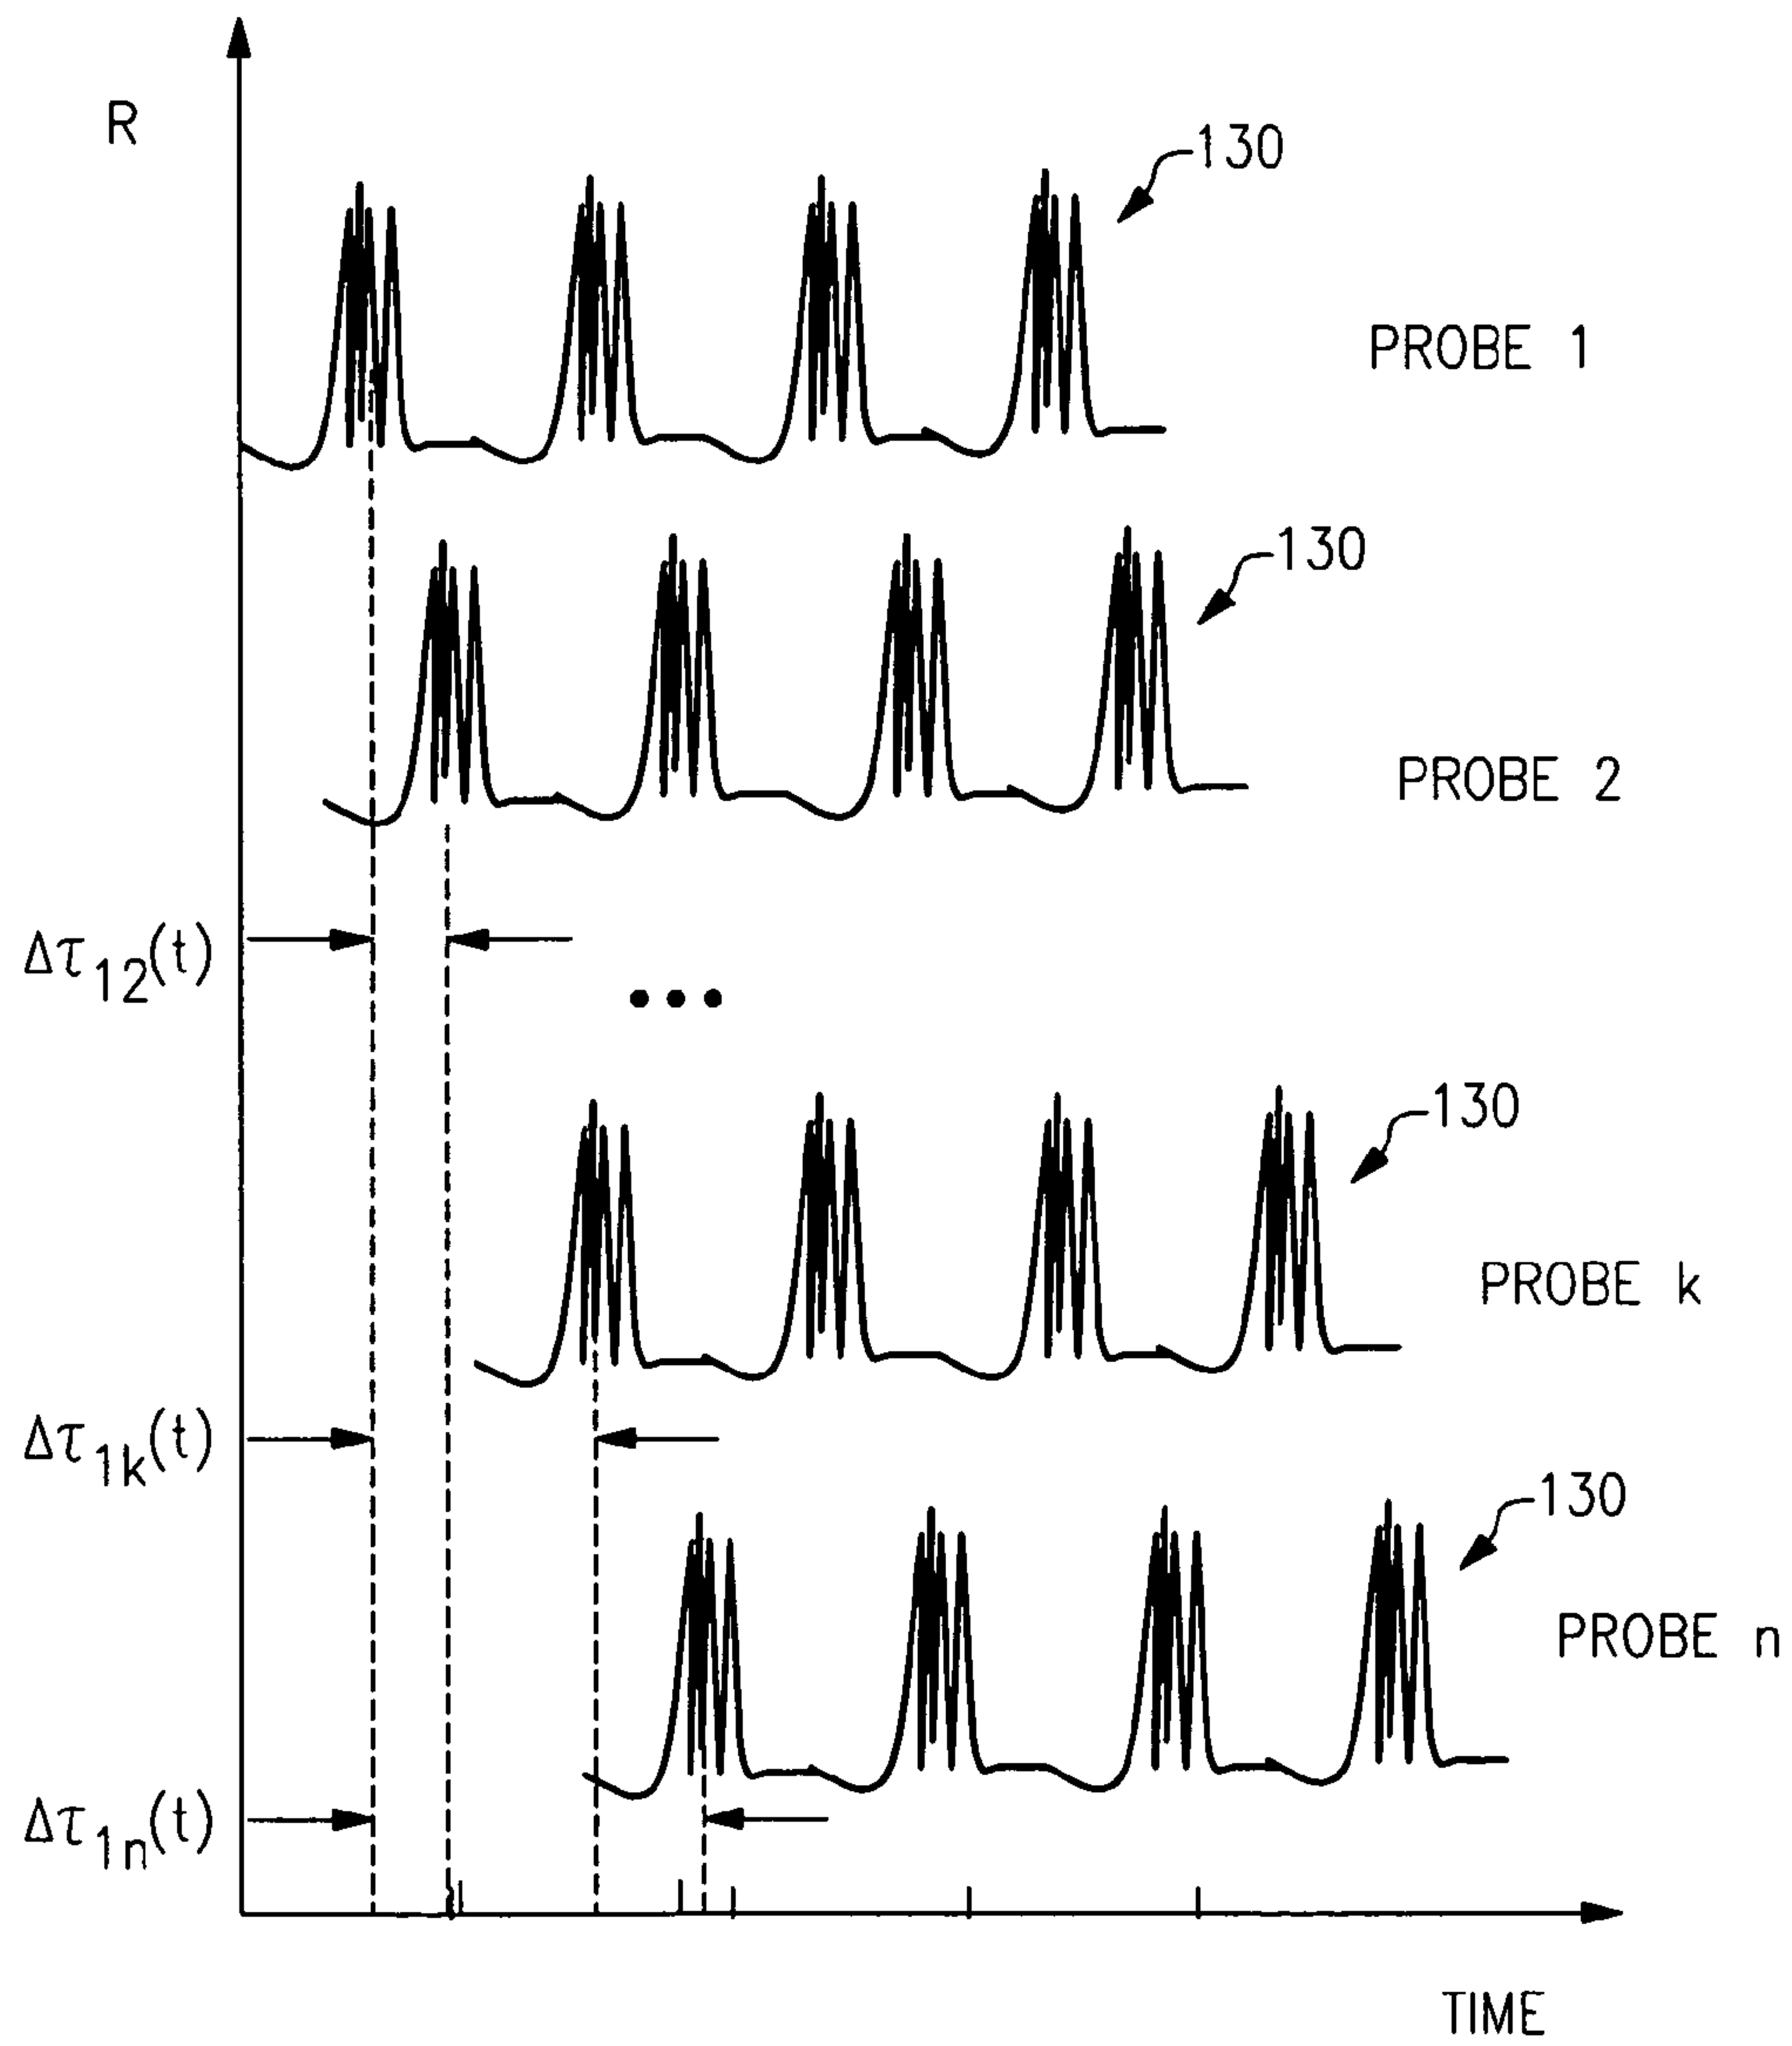 R
130
PROBE 1
130
PROBE 2
Δτ12(t)
130
PROBE k
Δτ1k(t)
130
PROBE n
Δτ1n(t)
TIME